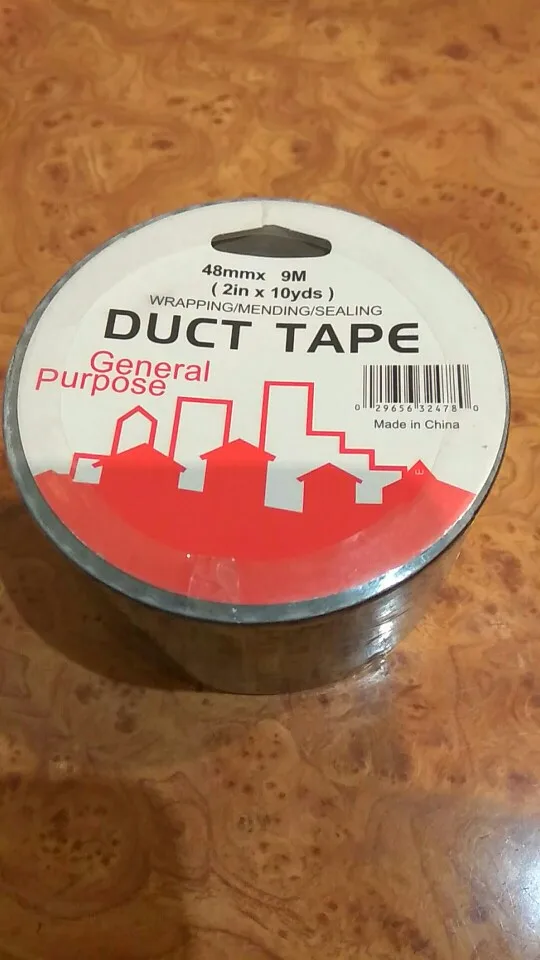 48mmx 9M
( 2in x 10yds )
WRAPPING/MENDING/SEALING
DUCT TAPE
General
Purpose
0 29656 32478 0
Made in China
E